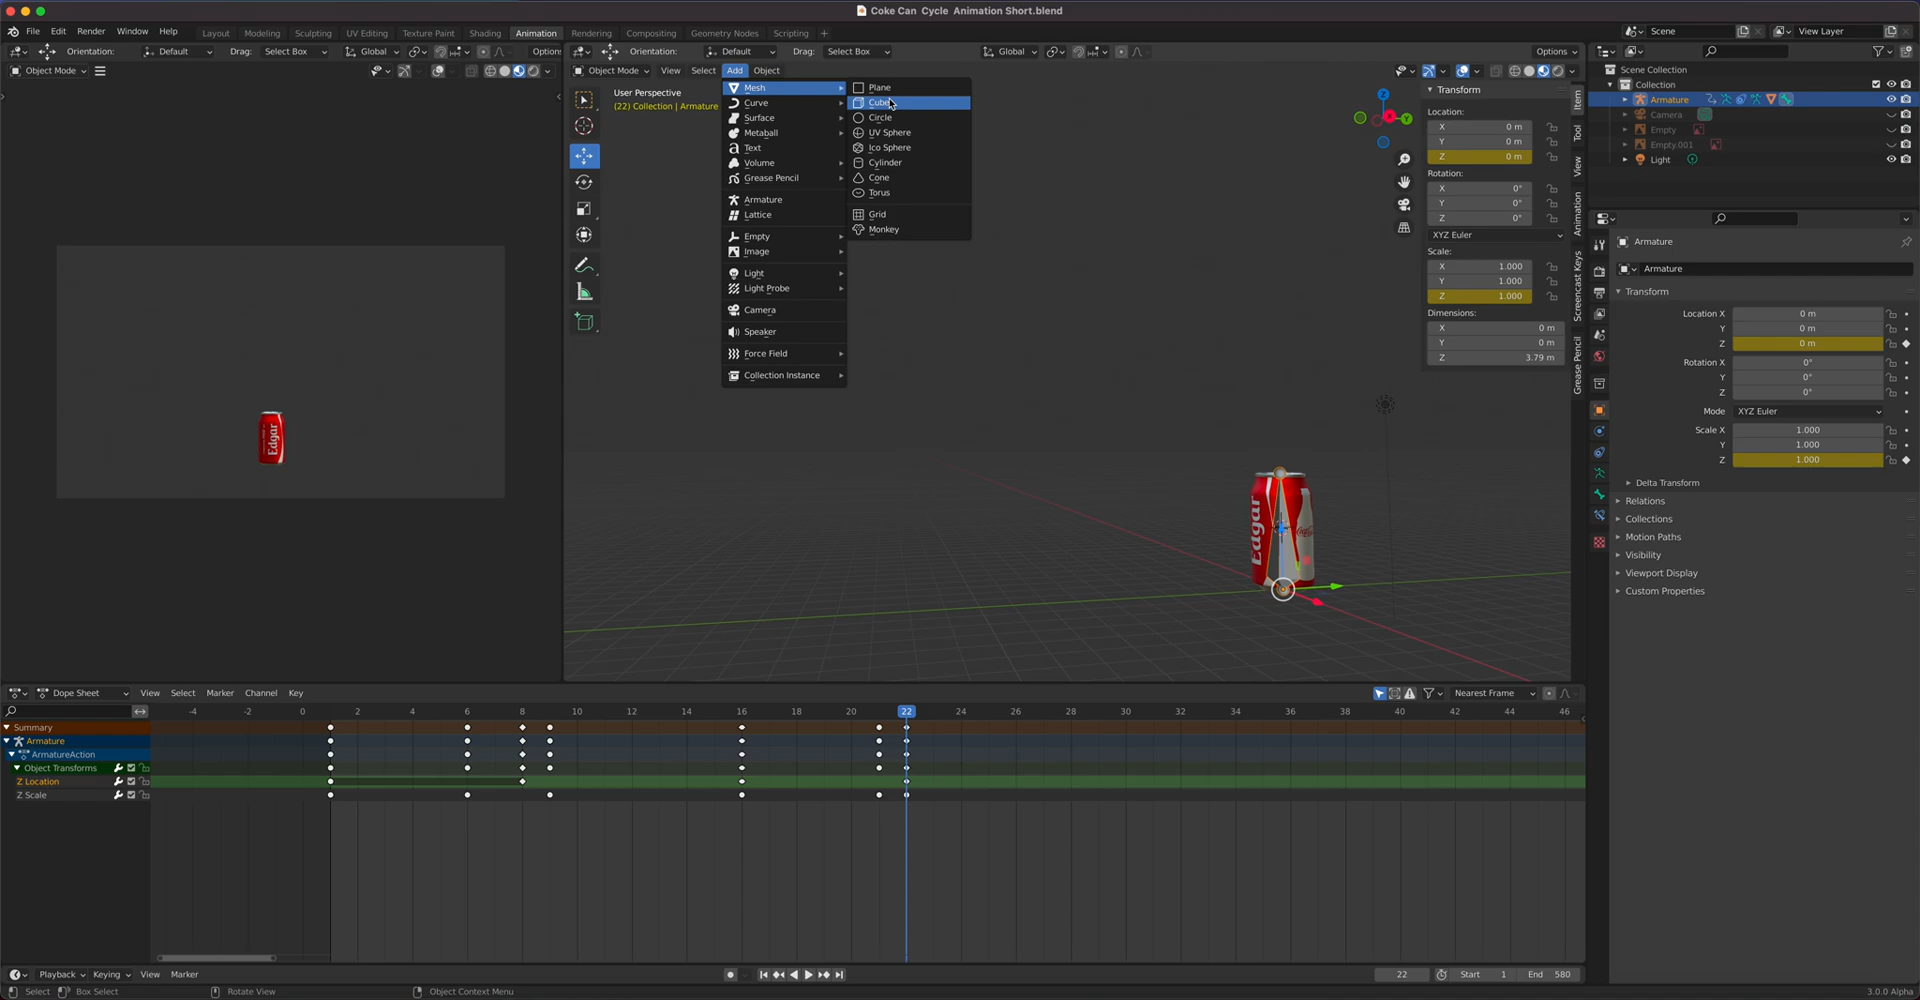 Coke Can Cycle Animation Short.blend
File Edit Render Window Help Layout Modeling Sculpting UV Editing Texture Paint Shading Animation Rendering Compositing Geometry Nodes Scripting + Scene View Layer
Orientation: Default Drag: Select Box Global Options
Orientation: Default Drag: Select Box Global Options
Object Mode
Object Mode View Select Add Object
User Perspective
(22) Collection | Armature
Mesh
Curve
Surface
Metaball
Text
Volume
Grease Pencil
Armature
Lattice
Empty
Image
Light
Light Probe
Camera
Speaker
Force Field
Collection Instance
Plane
Cube
Circle
UV Sphere
Ico Sphere
Cylinder
Cone
Torus
Grid
Monkey
Z
Y
Transform
Location:
X 0 m
Y 0 m
Z 0 m
Rotation:
X 0°
Y 0°
Z 0°
XYZ Euler
Scale:
X 1.000
Y 1.000
Z 1.000
Dimensions:
X 0 m
Y 0 m
Z 3.79 m
Item
Tool
View
Animation
Screencast Keys
Grease Pencil
Scene Collection
Collection
Armature
Camera
Empty
Empty.001
Light
Armature
Armature
Transform
Location X 0 m
Y 0 m
Z 0 m
Rotation X 0°
Y 0°
Z 0°
Mode XYZ Euler
Scale X 1.000
Y 1.000
Z 1.000
Delta Transform
Relations
Collections
Motion Paths
Visibility
Viewport Display
Custom Properties
Edgar
Edgar
Dope Sheet View Select Marker Channel Key Nearest Frame
-4 -2 0 2 4 6 8 10 12 14 16 18 20 22 24 26 28 30 32 34 36 38 40 42 44 46
Summary
Armature
ArmatureAction
Object Transforms
Z Location
Z Scale
Playback Keying View Marker 22 Start 1 End 580
Select Box Select Rotate View Object Context Menu 3.0.0 Alpha